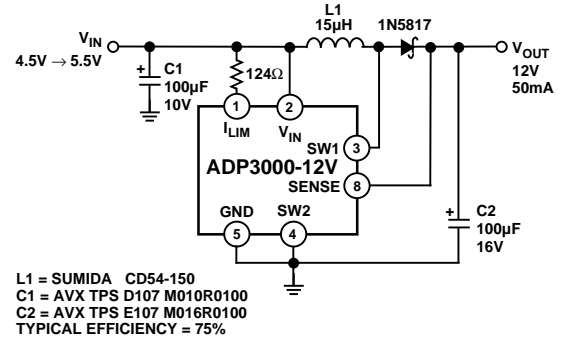 L1
15µH
1N5817
VIN
4.5V → 5.5V
VOUT
12V
50mA
+
C1
100µF
10V
124Ω
1
2
ILIM
VIN
SW1
3
ADP3000-12V
SENSE
8
GND
SW2
5
4
+
C2
100µF
16V
L1 = SUMIDA CD54-150
C1 = AVX TPS D107 M010R0100
C2 = AVX TPS E107 M016R0100
TYPICAL EFFICIENCY = 75%